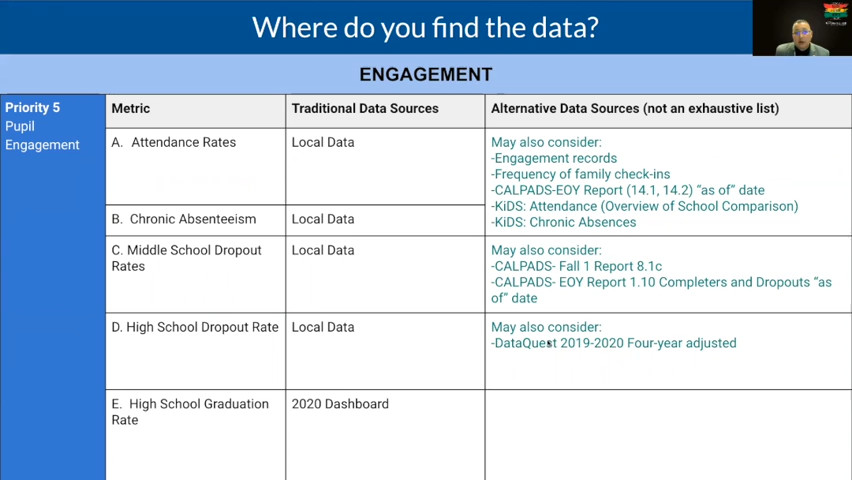 Where do you find the data?
ENGAGEMENT
Priority 5
Pupil
Engagement
Metric
Traditional Data Sources
Alternative Data Sources (not an exhaustive list)
A. Attendance Rates
Local Data
May also consider:
-Engagement records
-Frequency of family check-ins
-CALPADS-EOY Report (14.1, 14.2) “as of” date
-KiDS: Attendance (Overview of School Comparison)
-KiDS: Chronic Absences
B. Chronic Absenteeism
Local Data
C. Middle School Dropout
Rates
Local Data
May also consider:
-CALPADS- Fall 1 Report 8.1c
-CALPADS- EOY Report 1.10 Completers and Dropouts “as
of” date
D. High School Dropout Rate
Local Data
May also consider:
-DataQuest 2019-2020 Four-year adjusted
E. High School Graduation
Rate
2020 Dashboard